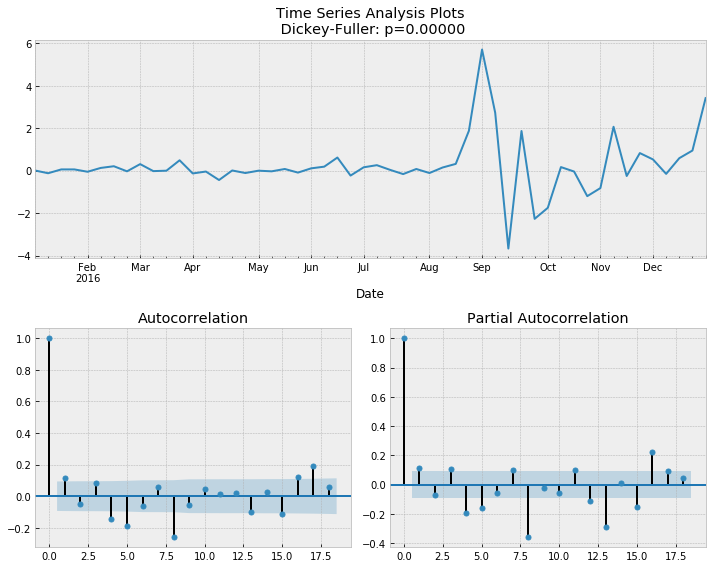 Time Series Analysis Plots
Dickey-Fuller: p=0.00000
6
4
2
0
−2
−4
Feb Mar Apr May Jun Jul Aug Sep Oct Nov Dec
2016
Date
Autocorrelation
1.0
0.8
0.6
0.4
0.2
0.0
−0.2
0.0 2.5 5.0 7.5 10.0 12.5 15.0 17.5
Partial Autocorrelation
1.0
0.8
0.6
0.4
0.2
0.0
−0.2
−0.4
0.0 2.5 5.0 7.5 10.0 12.5 15.0 17.5